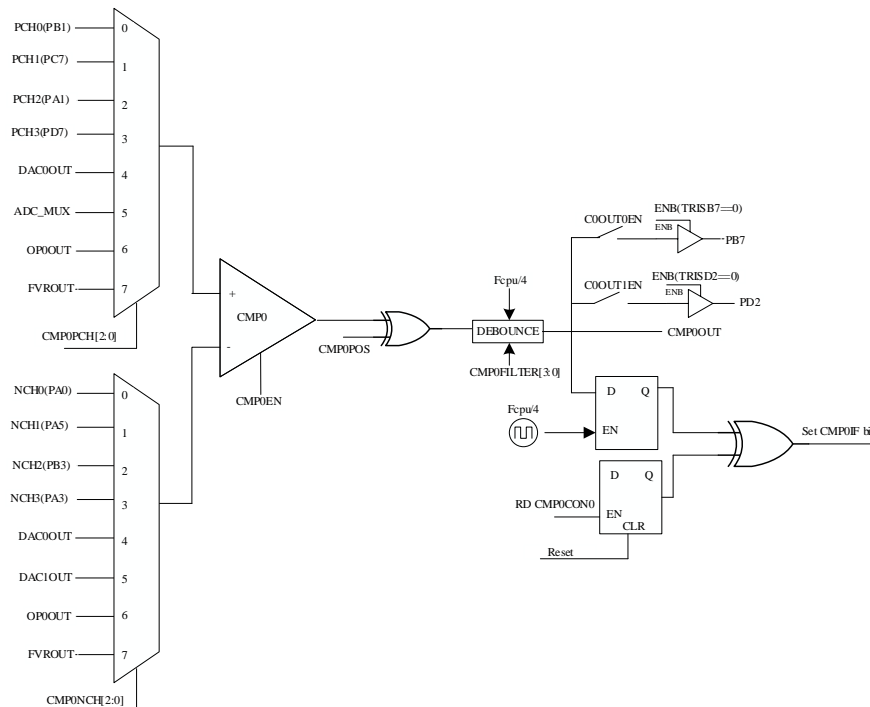 PCH0(PB1)
0
PCH1(PC7)
1
PCH2(PA1)
2
PCH3(PD7)
3
DAC0OUT
4
ADC_MUX
5
OP0OUT
6
FVROUT
7
CMP0PCH[2:0]
+
CMP0
-
CMP0EN
CMP0POS
Fcpu/4
DEBOUNCE
CMP0FILTER[3:0]
C0OUT0EN
ENB(TRISB7==0)
ENB
PB7
C0OUT1EN
ENB(TRISD2==0)
ENB
PD2
CMP0OUT
NCH0(PA0)
0
NCH1(PA5)
1
NCH2(PB3)
2
NCH3(PA3)
3
DAC0OUT
4
DAC1OUT
5
OP0OUT
6
FVROUT
7
CMP0NCH[2:0]
Fcpu/4
D Q
EN
D Q
RD CMP0CON0
EN
CLR
Reset
Set CMP0IF bi